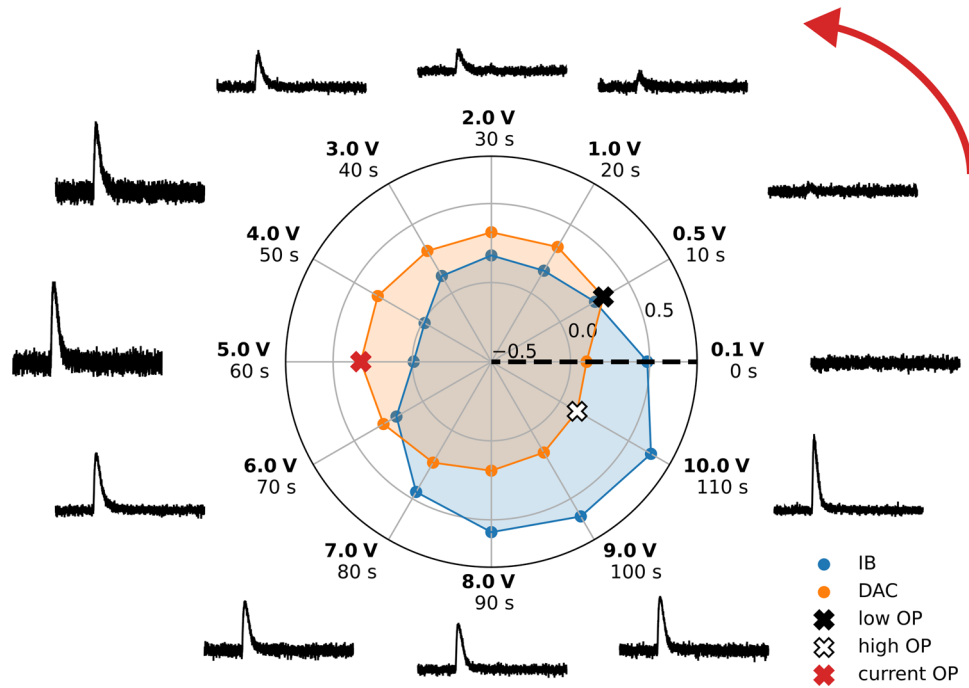 2.0 V
30 s
3.0 V
40 s
1.0 V
20 s
4.0 V
50 s
0.5 V
10 s
0.5
0.0
−0.5
5.0 V
60 s
0.1 V
0 s
6.0 V
70 s
10.0 V
110 s
7.0 V
80 s
9.0 V
100 s
8.0 V
90 s
IB
DAC
low OP
high OP
current OP